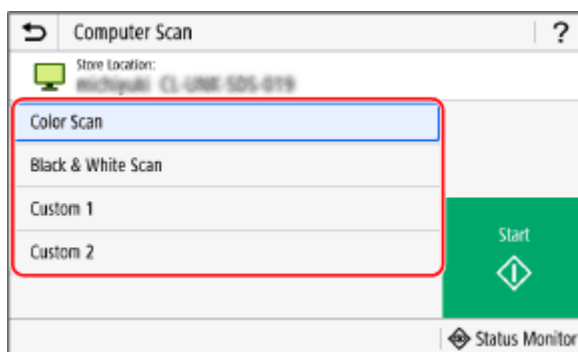 Computer Scan
?
Store Location:
Color Scan
Black & White Scan
Custom 1
Custom 2
Start
Status Monitor